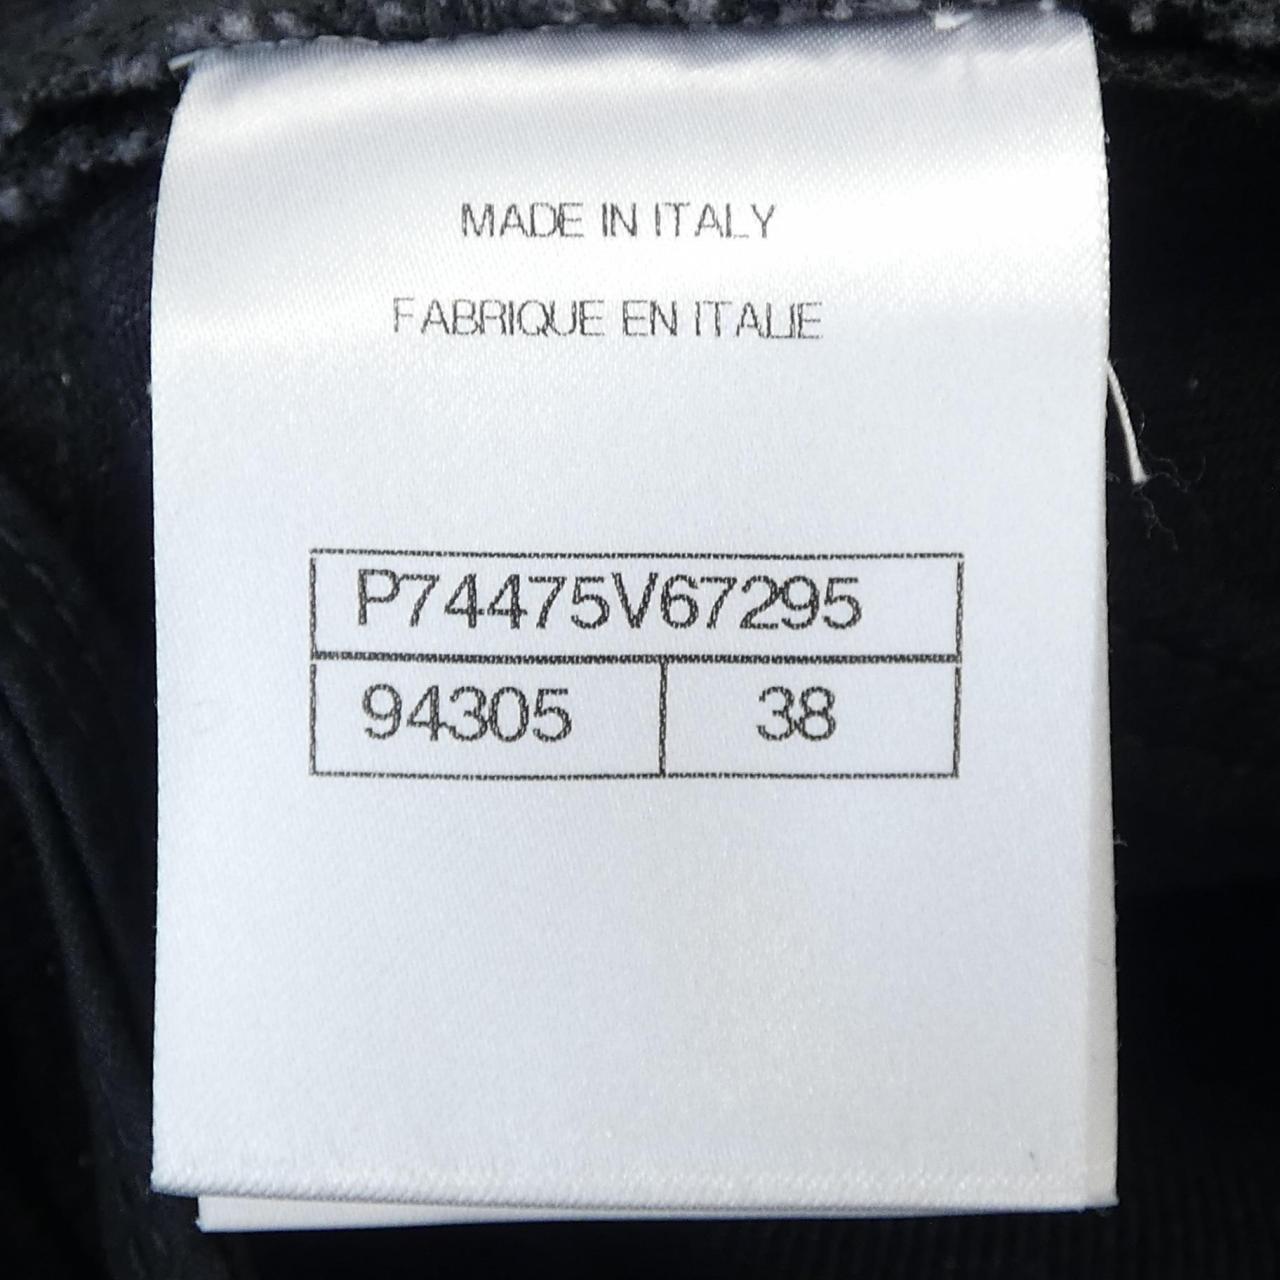 MADE IN ITALY
FABRIQUE EN ITALIE
P74475V67295
94305 38